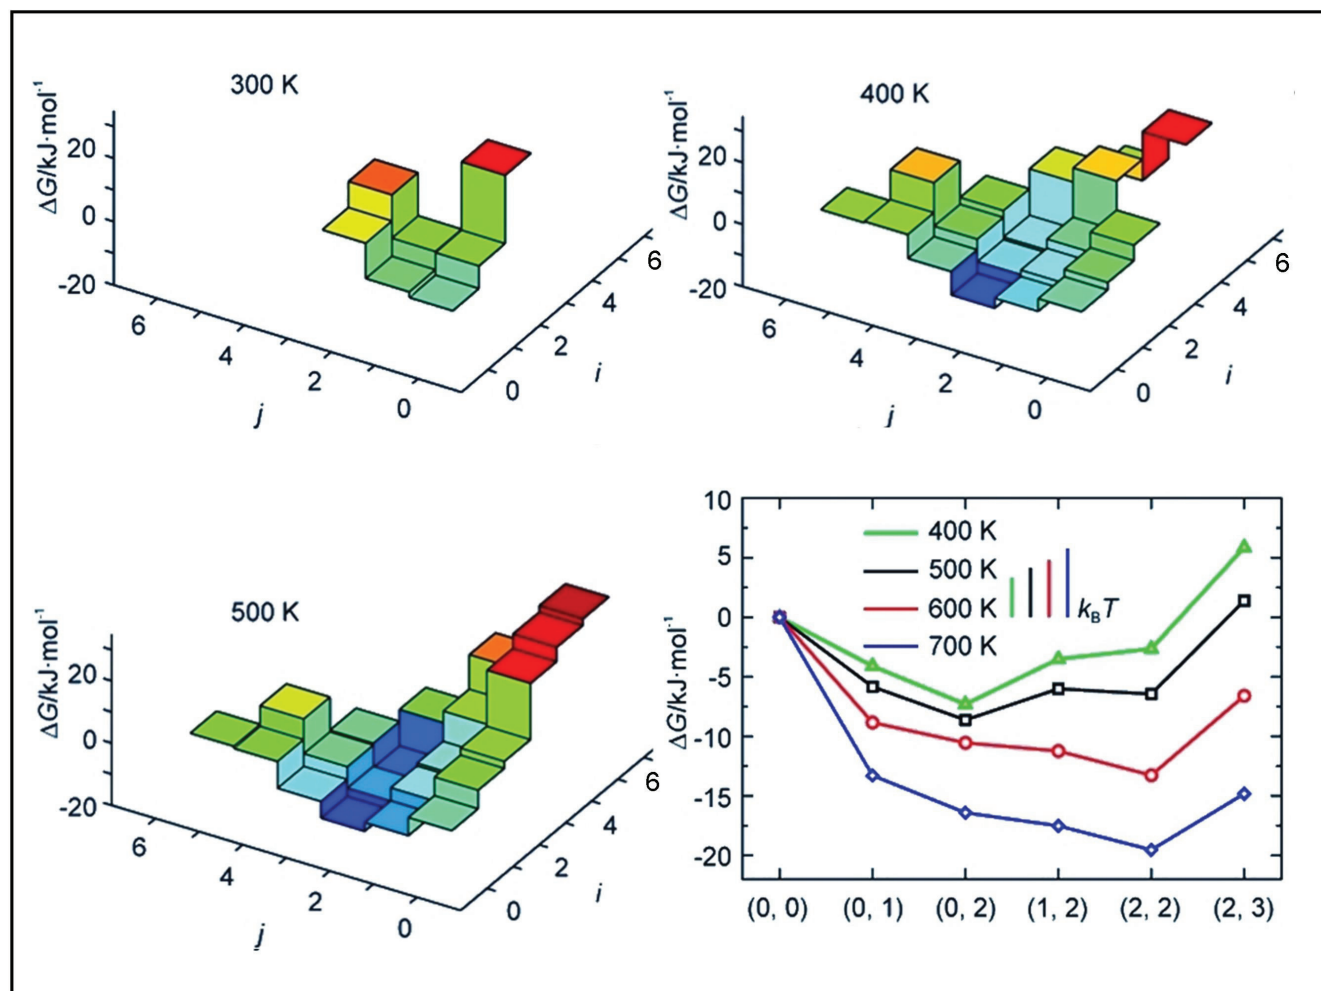 300 K
ΔG/kJ·mol⁻¹
20
0
-20
6
4
2
0
j
0
2
4
6
i
400 K
ΔG/kJ·mol⁻¹
20
0
-20
6
4
2
0
j
0
2
4
6
i
500 K
ΔG/kJ·mol⁻¹
20
0
-20
6
4
2
0
j
0
2
4
6
i
ΔG/kJ·mol⁻¹
10
5
0
-5
-10
-15
-20
400 K
500 K
600 K
700 K
k_BT
(0, 0) (0, 1) (0, 2) (1, 2) (2, 2) (2, 3)